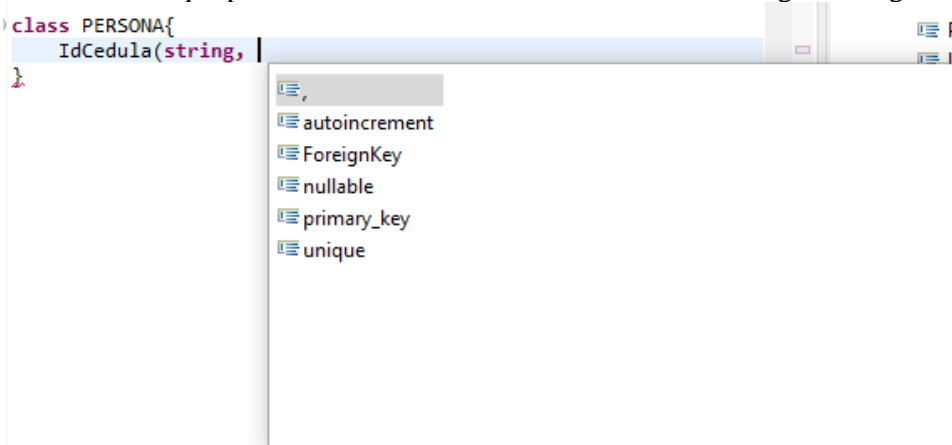 class PERSONA{
IdCedula(string,
}
,
autoincrement
ForeignKey
nullable
primary_key
unique